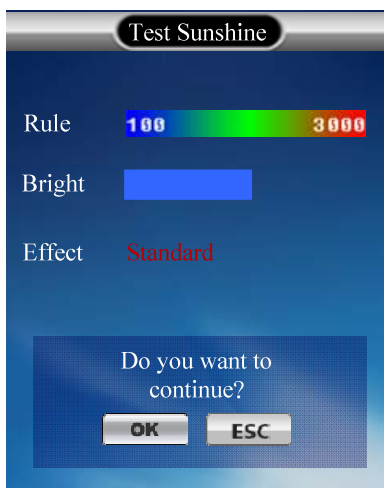 Test Sunshine
Rule 100 3000
Bright
Effect Standard
Do you want to
continue?
OK ESC